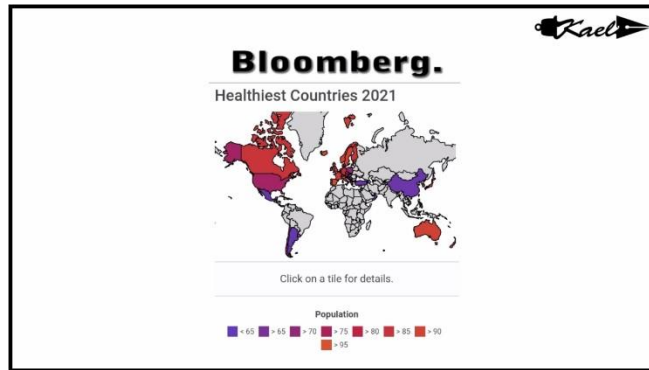 Kael
Bloomberg.
Healthiest Countries 2021
Click on a tile for details.
Population
< 65 > 65 > 70 > 75 > 80 > 85 > 90
> 95